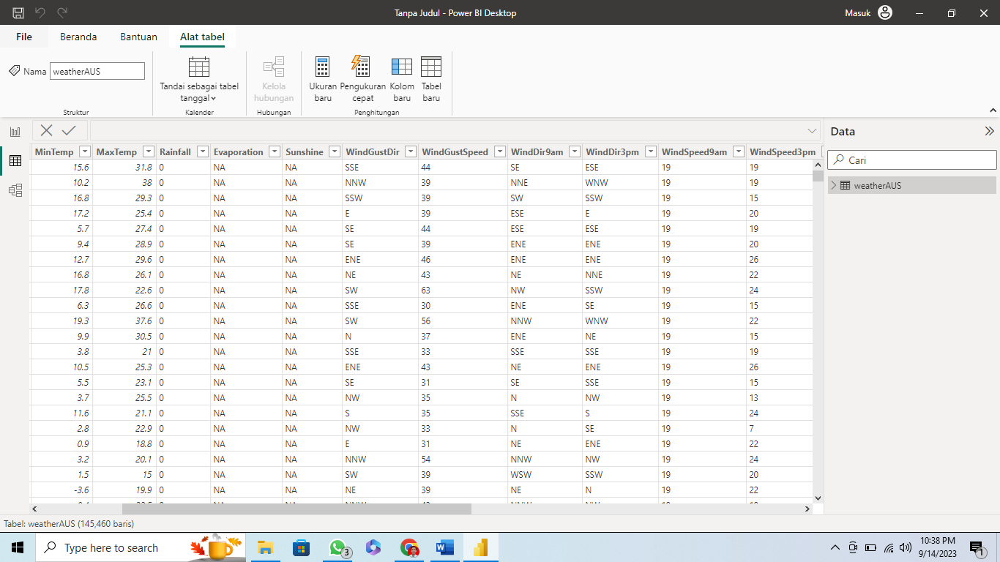 Tanpa Judul - Power BI Desktop
Masuk
File Beranda Bantuan Alat tabel
Nama weatherAUS
Tandai sebagai tabel
tanggal
Kelola
hubungan
Ukuran
baru
Pengukuran
cepat
Kolom
baru
Tabel
baru
Struktur Kalender Hubungan Penghitungan
Data
Cari
weatherAUS
MinTemp MaxTemp Rainfall Evaporation Sunshine WindGustDir WindGustSpeed WindDir9am WindDir3pm WindSpeed9am WindSpeed3pm
15.6 31.8 0 NA NA SSE 44 SE ESE 19 19
10.2 38 0 NA NA NNW 39 NNE WNW 19 19
16.8 29.3 0 NA NA SSW 39 SW SSW 19 15
17.2 25.4 0 NA NA E 39 ESE E 19 20
5.7 27.4 0 NA NA SE 44 ESE ESE 19 19
9.4 28.9 0 NA NA SE 39 ENE ENE 19 20
12.7 29.6 0 NA NA ENE 46 ENE ENE 19 26
16.8 26.1 0 NA NA NE 43 NE NNE 19 22
17.8 22.6 0 NA NA SW 63 NW SSW 19 24
6.3 26.6 0 NA NA SSE 30 ENE SE 19 15
19.3 37.6 0 NA NA SW 56 NNW WNW 19 22
9.9 30.5 0 NA NA N 37 ENE NE 19 15
3.8 21 0 NA NA SSE 33 SSE SSE 19 19
10.5 25.3 0 NA NA ENE 43 NE ENE 19 26
5.5 23.1 0 NA NA SE 31 SE SSE 19 15
3.7 25.5 0 NA NA NW 35 N NW 19 13
11.6 21.1 0 NA NA S 35 SSE S 19 24
2.8 22.9 0 NA NA NW 33 N SE 19 7
0.9 18.8 0 NA NA E 31 NE ENE 19 22
3.2 20.1 0 NA NA NNW 54 NNW NW 19 24
1.5 15 0 NA NA SW 39 WSW SSW 19 20
-3.6 19.9 0 NA NA NE 39 NE N 19 22
Tabel: weatherAUS (145,460 baris)
Type here to search
3
10:38 PM
9/14/2023
1